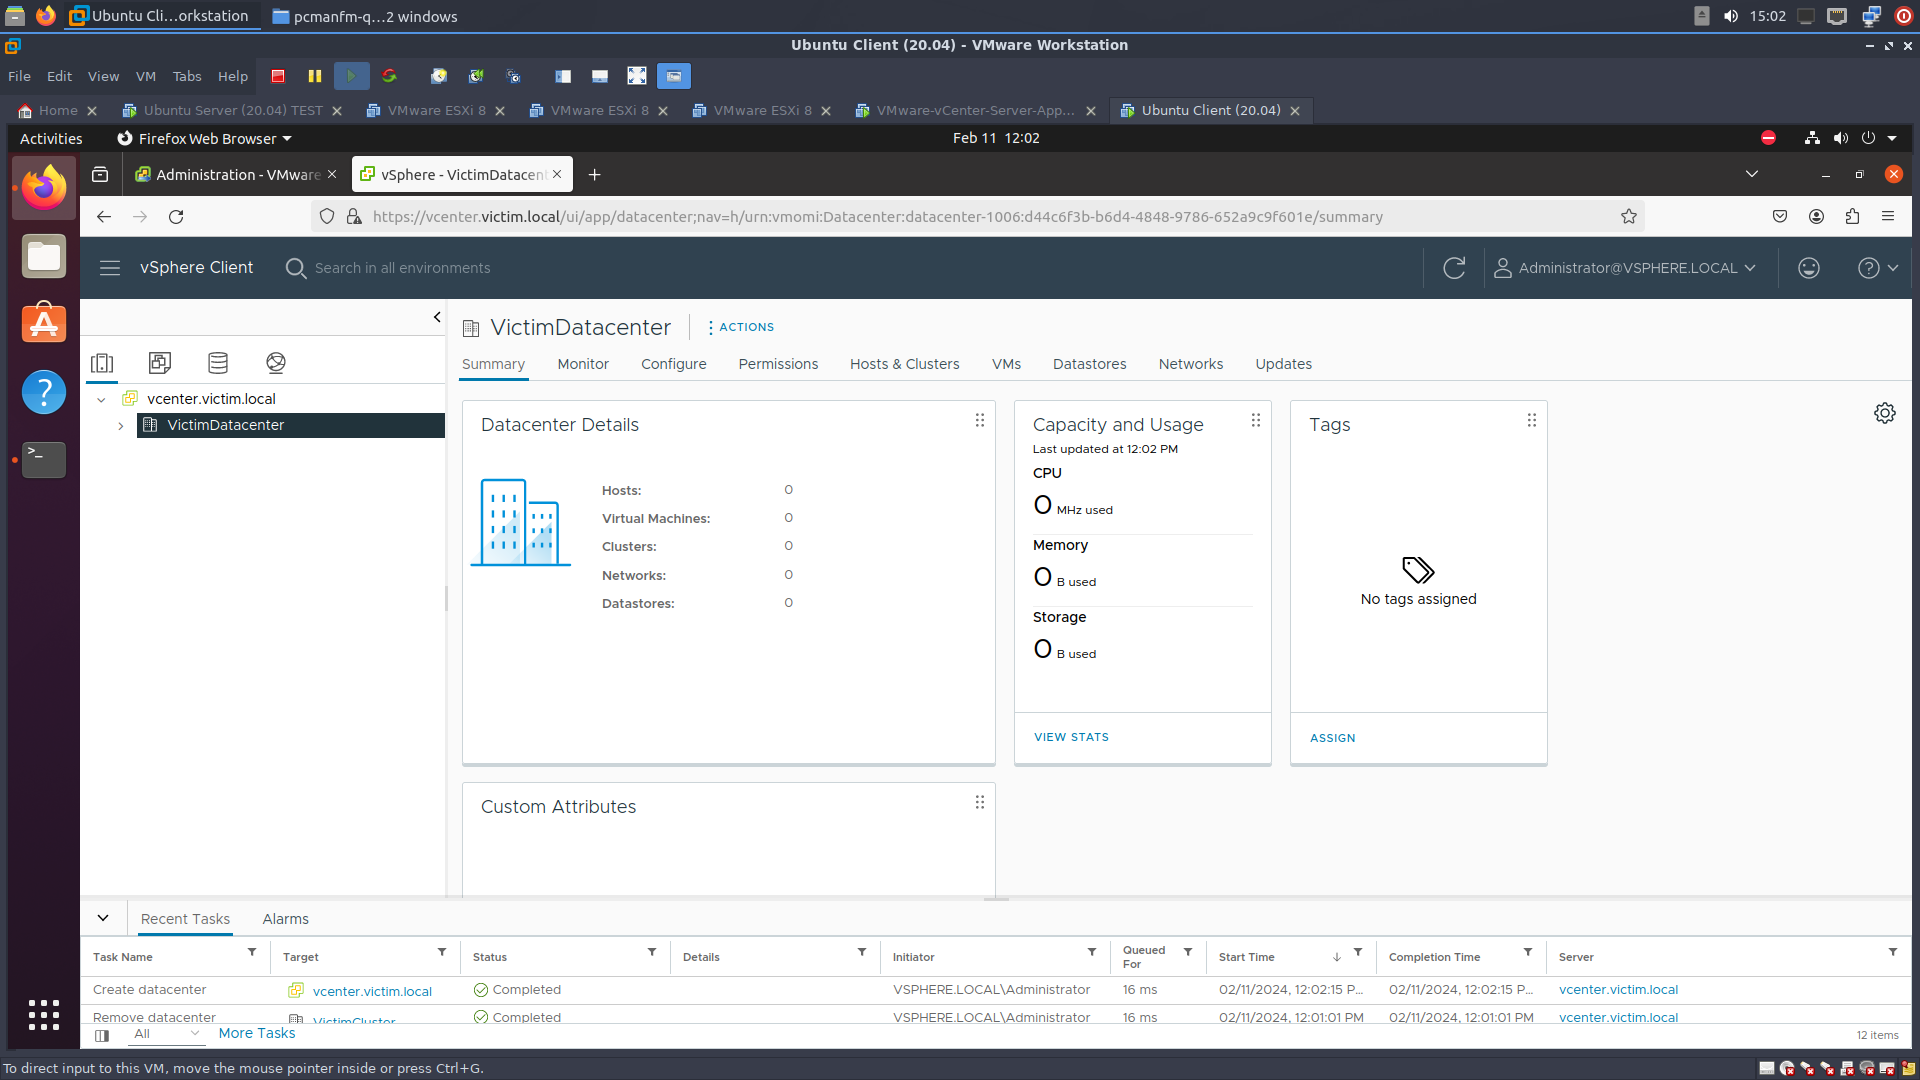 Ubuntu Cli...orkstation
pcmanfm-q...2 windows
15:02
Ubuntu Client (20.04) - VMware Workstation
File Edit View VM Tabs Help
Home
Ubuntu Server (20.04) TEST
VMware ESXi 8
VMware ESXi 8
VMware ESXi 8
VMware-vCenter-Server-App...
Ubuntu Client (20.04)
Activities
Firefox Web Browser
Feb 11 12:02
Administration - VMware
vSphere - VictimDatacent
https://vcenter.victim.local/ui/app/datacenter;nav=h/urn:vmomi:Datacenter:datacenter-1006:d44c6f3b-b6d4-4848-9786-652a9c9f601e/summary
vSphere Client
Search in all environments
Administrator@VSPHERE.LOCAL
VictimDatacenter
ACTIONS
Summary Monitor Configure Permissions Hosts & Clusters VMs Datastores Networks Updates
vcenter.victim.local
VictimDatacenter
Datacenter Details
Hosts: 0
Virtual Machines: 0
Clusters: 0
Networks: 0
Datastores: 0
Capacity and Usage
Last updated at 12:02 PM
CPU
0 MHz used
Memory
0 B used
Storage
0 B used
VIEW STATS
Tags
No tags assigned
ASSIGN
Custom Attributes
Recent Tasks Alarms
Task Name Target Status Details Initiator Queued For Start Time Completion Time Server
Create datacenter vcenter.victim.local Completed VSPHERE.LOCAL\Administrator 16 ms 02/11/2024, 12:02:15 P... 02/11/2024, 12:02:15 P... vcenter.victim.local
Remove datacenter VictimCluster Completed VSPHERE.LOCAL\Administrator 16 ms 02/11/2024, 12:01:01 PM 02/11/2024, 12:01:01 PM vcenter.victim.local
All
More Tasks
12 items
To direct input to this VM, move the mouse pointer inside or press Ctrl+G.